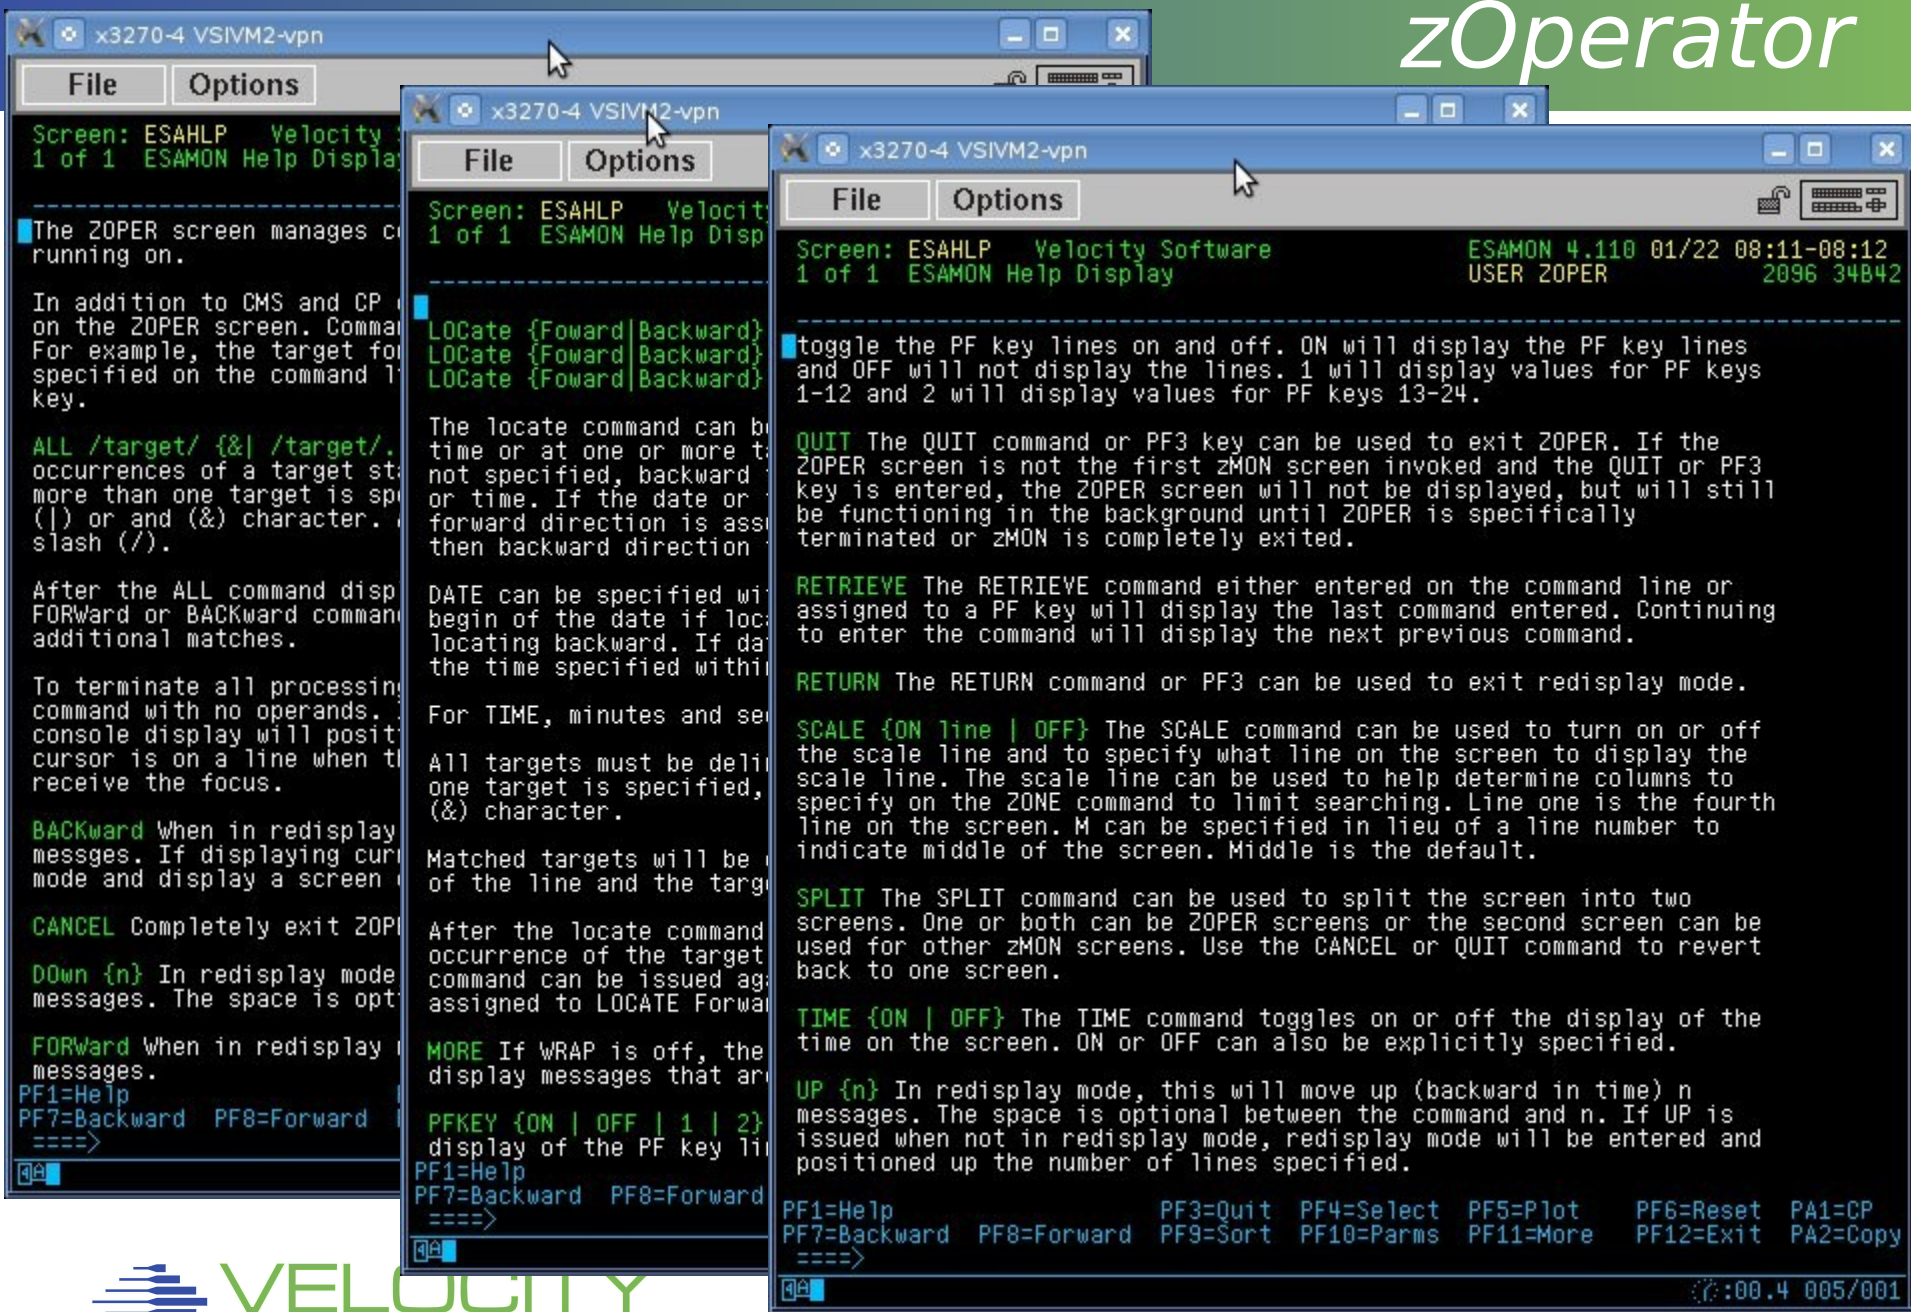 zOperator
x3270-4 VSIVM2-vpn
File Options
Screen: ESAHLP Velocity
1 of 1 ESAMON Help Displa
The ZOPER screen manages c
running on.
In addition to CMS and CP
on the ZOPER screen. Comma
For example, the target fo
specified on the command l
key.
ALL /target/ {&| /target/.
occurrences of a target sta
more than one target is spe
(|) or and (&) character.
slash (/).
After the ALL command disp
FORWard or BACKward comman
additional matches.
To terminate all processing
command with no operands.
console display will posit
cursor is on a line when th
receive the focus.
BACKward When in redisplay
messges. If displaying curr
mode and display a screen
CANCEL Completely exit ZOPE
DOwn {n} In redisplay mode
messages. The space is opt
FORWard When in redisplay
messages.
PF1=Help
PF7=Backward PF8=Forward
====>
4A
x3270-4 VSIVM2-vpn
File Options
Screen: ESAHLP Velocit
1 of 1 ESAMON Help Disp
LOCate {Foward|Backward}
LOCate {Foward|Backward}
LOCate {Foward|Backward}
The locate command can b
time or at one or more ta
not specified, backward
or time. If the date or
forward direction is assu
then backward direction
DATE can be specified wi
begin of the date if loca
locating backward. If da
the time specified withi
For TIME, minutes and se
All targets must be deli
one target is specified,
(&) character.
Matched targets will be
of the line and the targe
After the locate command
occurrence of the target
command can be issued aga
assigned to LOCATE Forwa
MORE If WRAP is off, the
display messages that are
PFKEY {ON | OFF | 1 | 2}
display of the PF key li
PF1=Help
PF7=Backward PF8=Forward
====>
4A
x3270-4 VSIVM2-vpn
File Options
Screen: ESAHLP Velocity Software ESAMON 4.110 01/22 08:11-08:12
1 of 1 ESAMON Help Display USER ZOPER 2096 34B42
toggle the PF key lines on and off. ON will display the PF key lines
and OFF will not display the lines. 1 will display values for PF keys
1-12 and 2 will display values for PF keys 13-24.
QUIT The QUIT command or PF3 key can be used to exit ZOPER. If the
ZOPER screen is not the first zMON screen invoked and the QUIT or PF3
key is entered, the ZOPER screen will not be displayed, but will still
be functioning in the background until ZOPER is specifically
terminated or zMON is completely exited.
RETRIEVE The RETRIEVE command either entered on the command line or
assigned to a PF key will display the last command entered. Continuing
to enter the command will display the next previous command.
RETURN The RETURN command or PF3 can be used to exit redisplay mode.
SCALE {ON line | OFF} The SCALE command can be used to turn on or off
the scale line and to specify what line on the screen to display the
scale line. The scale line can be used to help determine columns to
specify on the ZONE command to limit searching. Line one is the fourth
line on the screen. M can be specified in lieu of a line number to
indicate middle of the screen. Middle is the default.
SPLIT The SPLIT command can be used to split the screen into two
screens. One or both can be ZOPER screens or the second screen can be
used for other zMON screens. Use the CANCEL or QUIT command to revert
back to one screen.
TIME {ON | OFF} The TIME command toggles on or off the display of the
time on the screen. ON or OFF can also be explicitly specified.
UP {n} In redisplay mode, this will move up (backward in time) n
messages. The space is optional between the command and n. If UP is
issued when not in redisplay mode, redisplay mode will be entered and
positioned up the number of lines specified.
PF1=Help PF3=Quit PF4=Select PF5=Plot PF6=Reset PA1=CP
PF7=Backward PF8=Forward PF9=Sort PF10=Parms PF11=More PF12=Exit PA2=Copy
====>
4A :00.4 005/001
VELOCITY